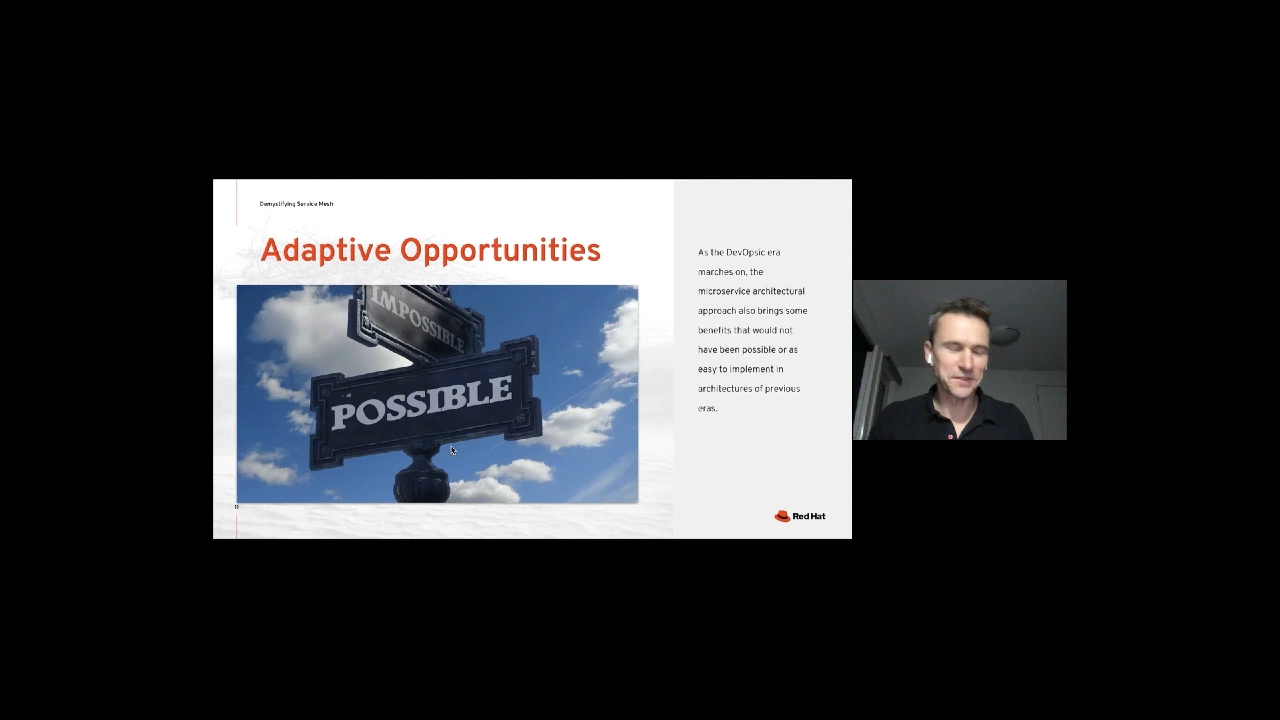 Demystifying Service Mesh
Adaptive Opportunities
IMPOSSIBLE
POSSIBLE
As the DevOpsic era
marches on, the
microservice architectural
approach also brings some
benefits that would not
have been possible or as
easy to implement in
architectures of previous
eras.
Red Hat